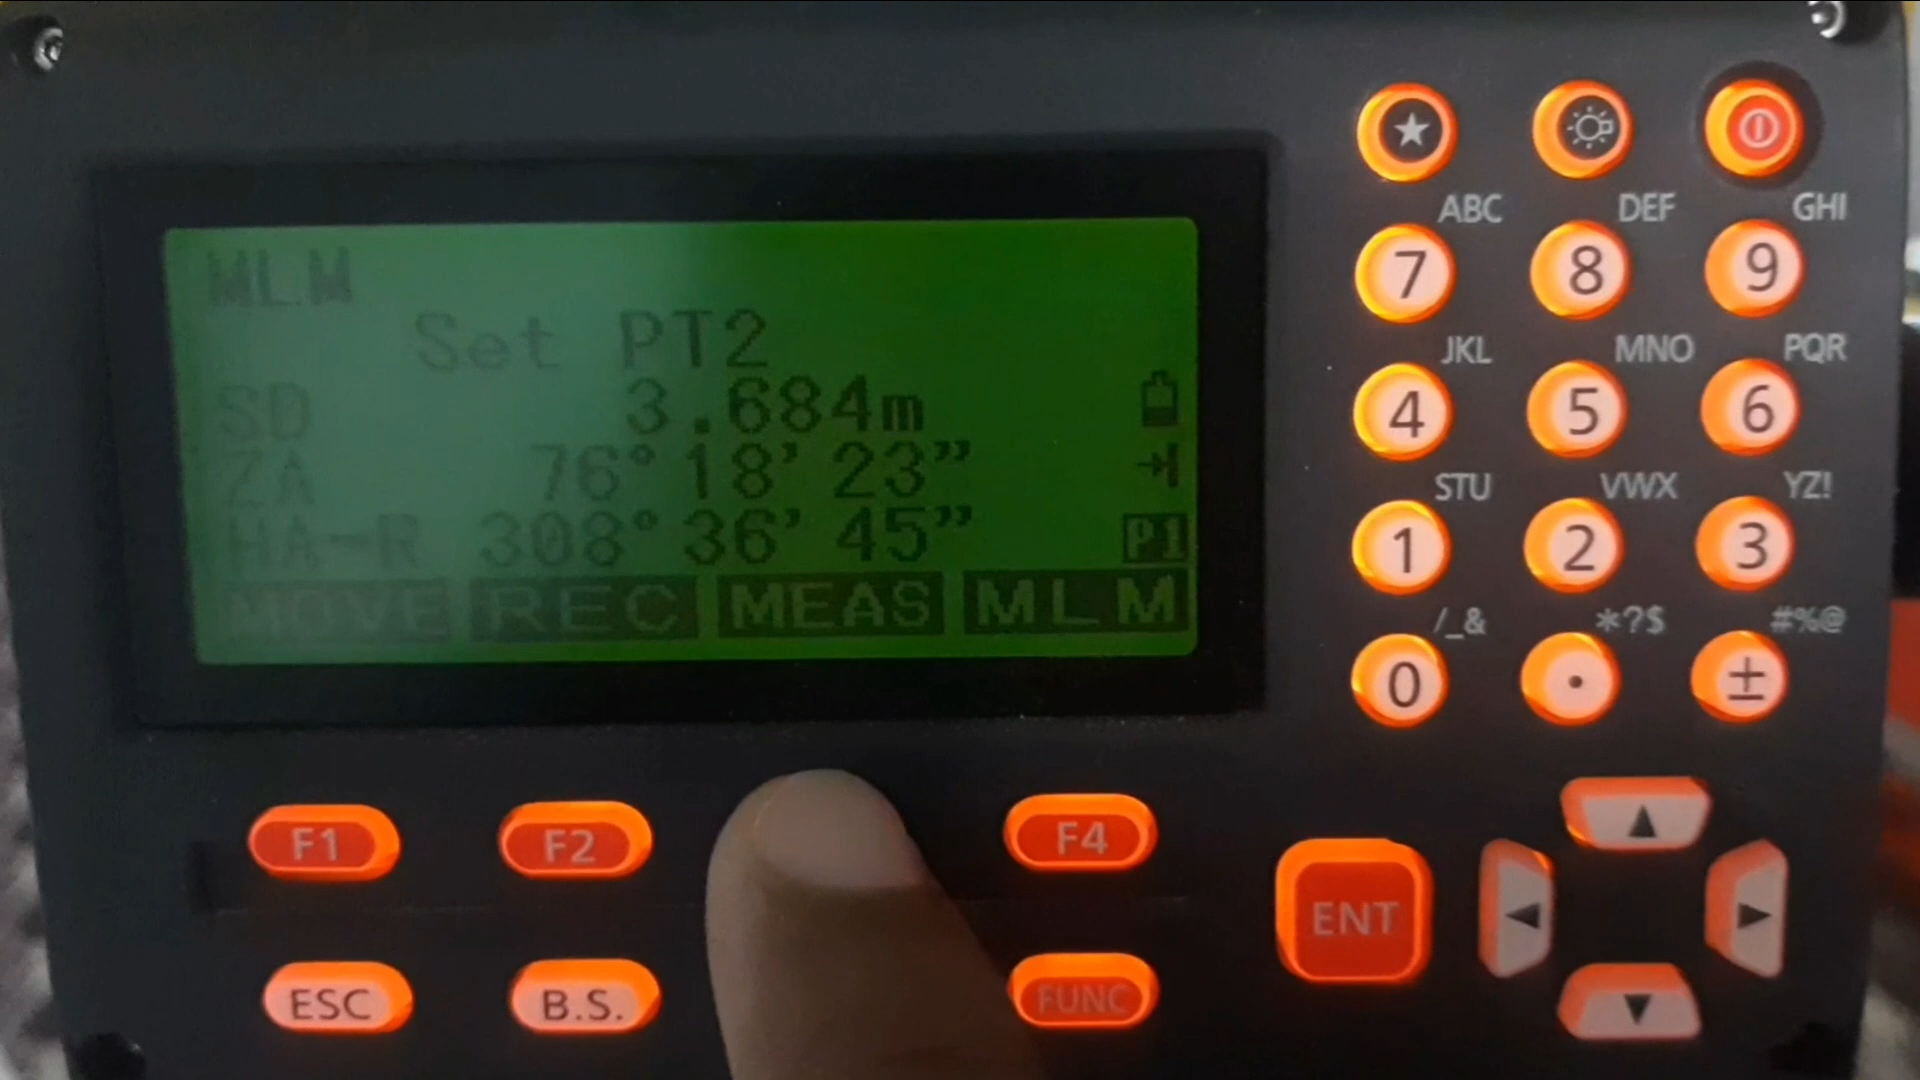 MLM
Set PT2
SD 3.684m
ZA 76° 18' 23"
HA-R 308° 36' 45"
P1
MOVE REC MEAS MLM
ABC DEF GHI
7 8 9
JKL MNO PQR
4 5 6
STU VWX YZ!
1 2 3
/_& *?$ #%@
0 . ±
F1 F2 F4
ENT
ESC B.S. FUNC